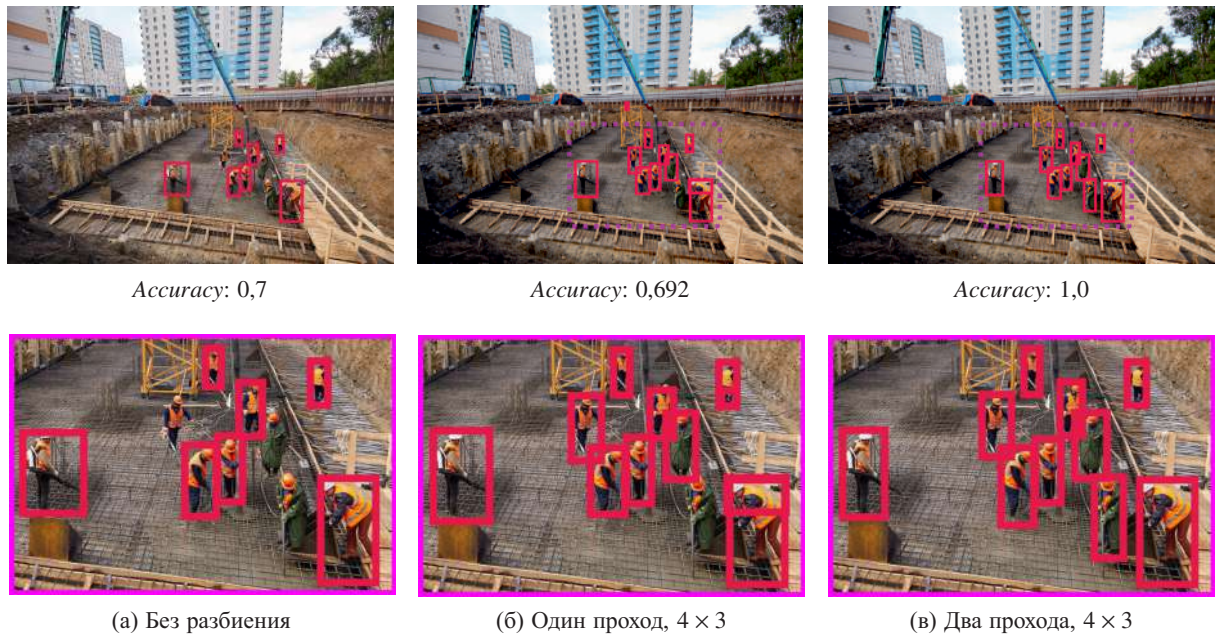 Accuracy: 0,7
Accuracy: 0,692
Accuracy: 1,0
(а) Без разбиения
(б) Один проход, 4 × 3
(в) Два прохода, 4 × 3